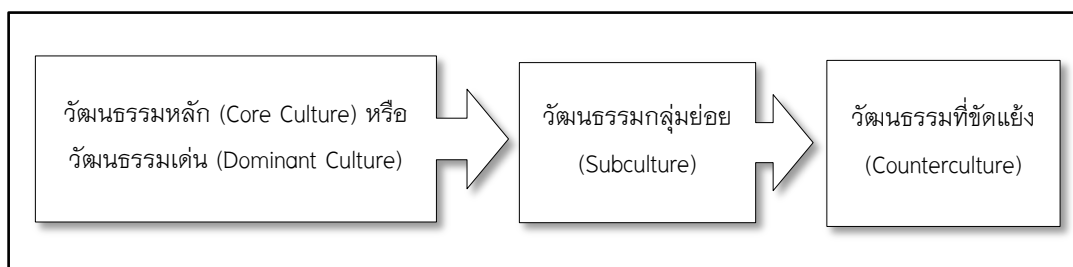 วัฒนธรรมหลัก (Core Culture) หรือ
วัฒนธรรมเด่น (Dominant Culture)
วัฒนธรรมกลุ่มย่อย
(Subculture)
วัฒนธรรมที่ขัดแย้ง
(Counterculture)